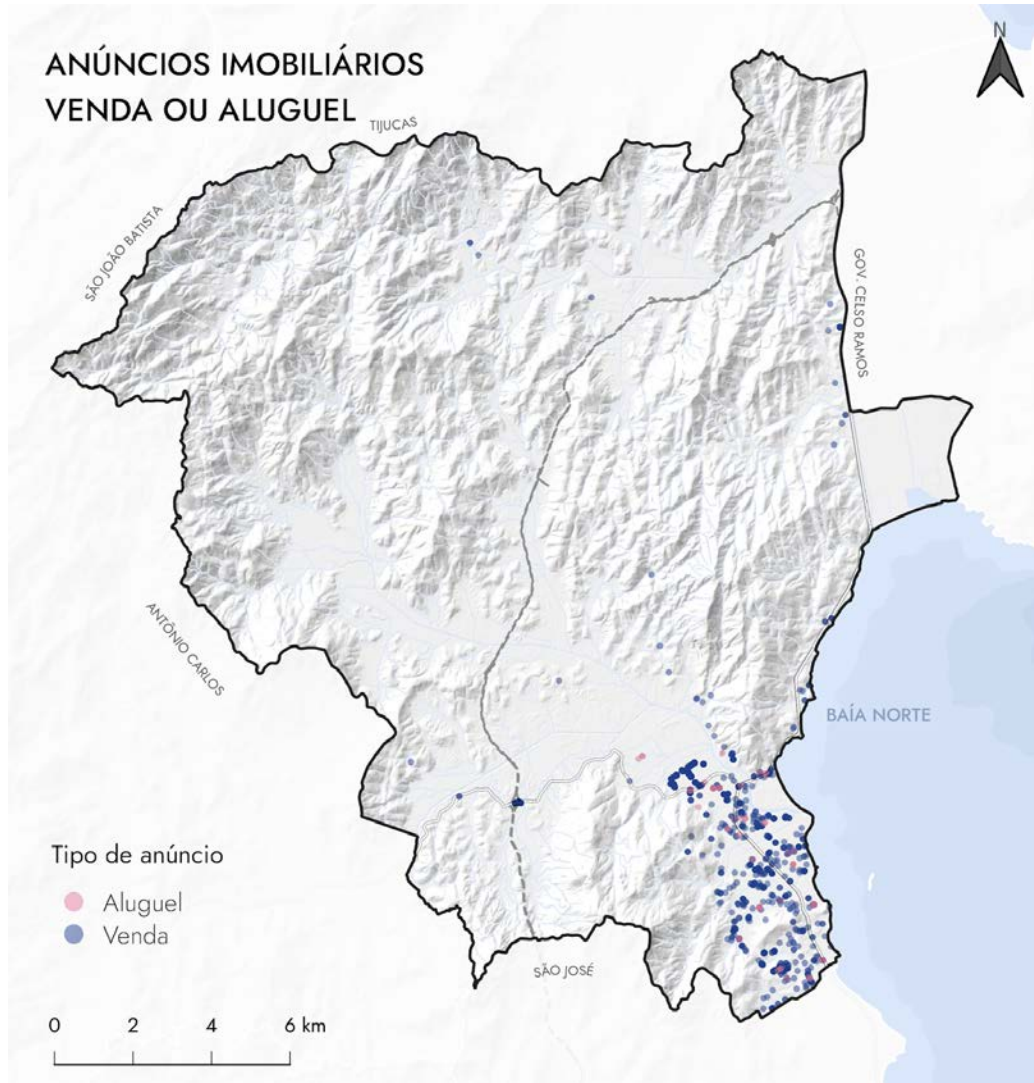 ANÚNCIOS IMOBILIÁRIOS
VENDA OU ALUGUEL
N
TIJUCAS
SÃO JOÃO BATISTA
GOV. CELSO RAMOS
ANTÔNIO CARLOS
BAÍA NORTE
Tipo de anúncio
Aluguel
Venda
SÃO JOSÉ
0 2 4 6 km